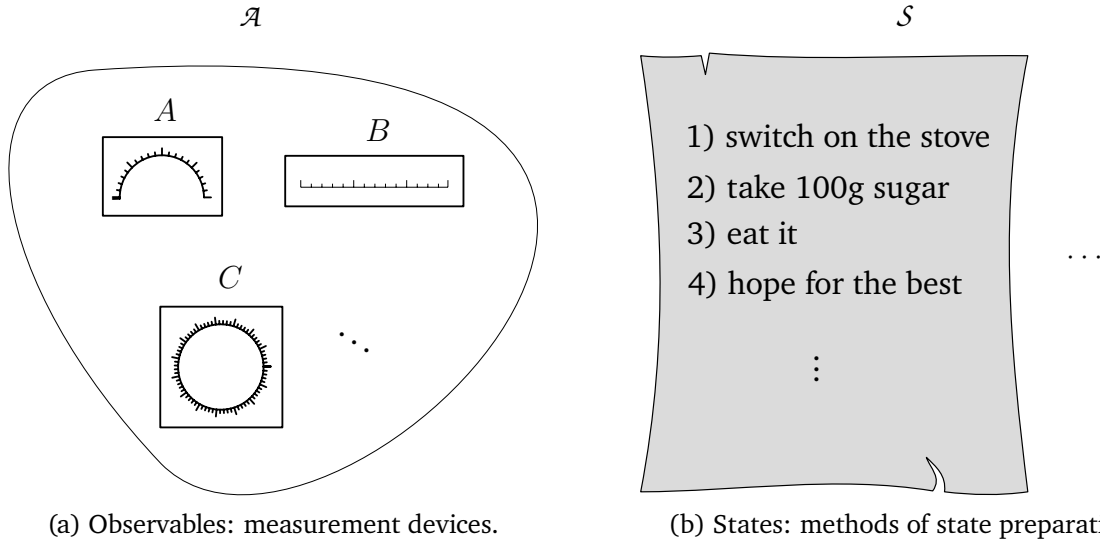 𝒜
𝒮
A
B
C
1) switch on the stove
2) take 100g sugar
3) eat it
4) hope for the best
(a) Observables: measurement devices.
(b) States: methods of state preparati